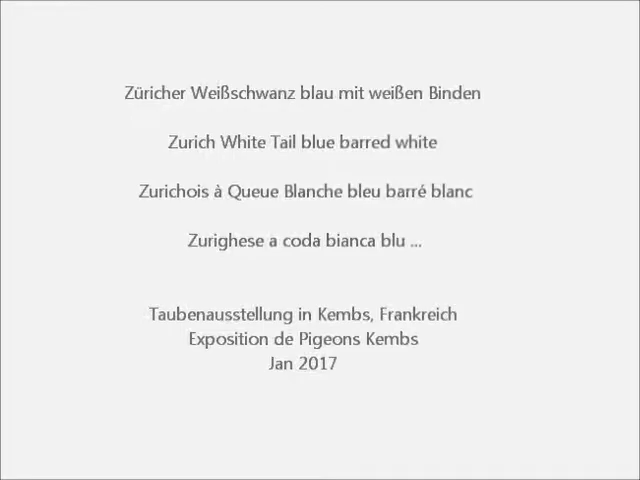 Züricher Weißschwanz blau mit weißen Binden
Zurich White Tail blue barred white
Zurichois à Queue Blanche bleu barré blanc
Zurighese a coda bianca blu ...
Taubenausstellung in Kembs, Frankreich
Exposition de Pigeons Kembs
Jan 2017